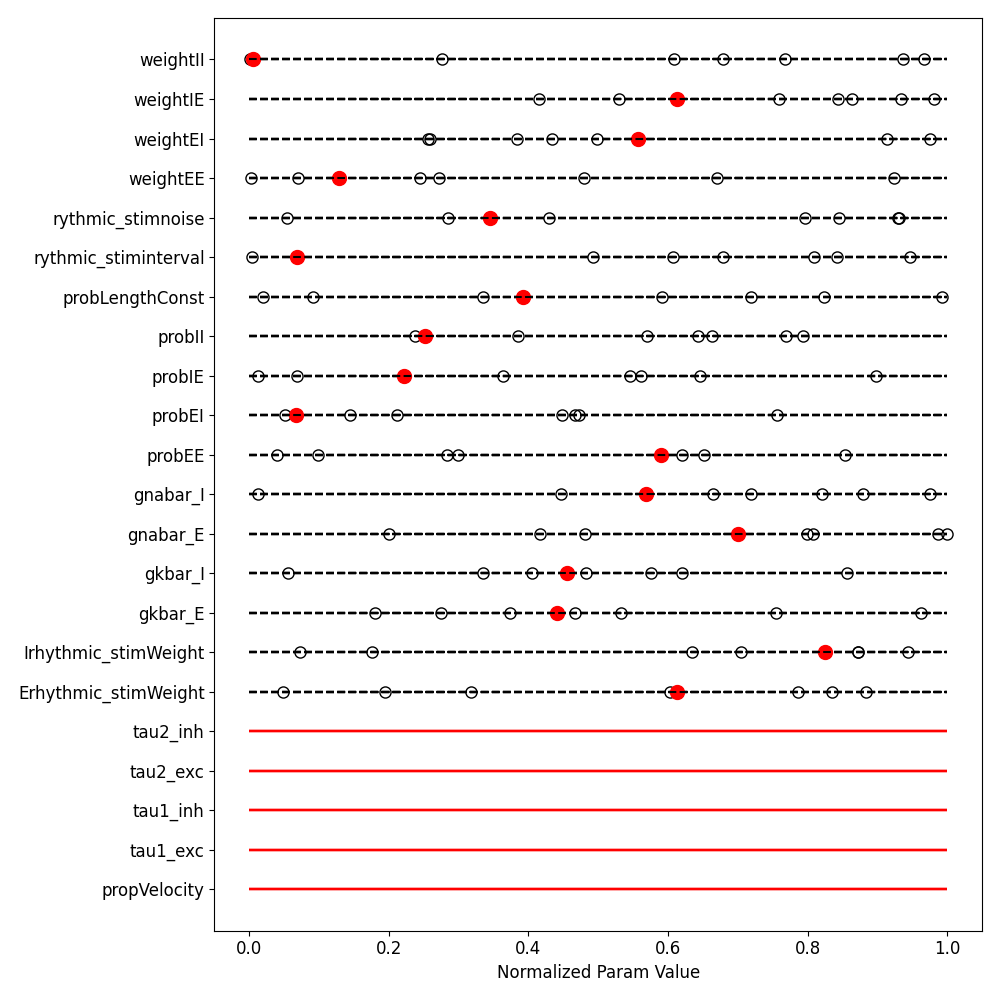 weightII
weightIE
weightEI
weightEE
rythmic_stimnoise
rythmic_stiminterval
probLengthConst
probII
probIE
probEI
probEE
gnabar_I
gnabar_E
gkbar_I
gkbar_E
Irhythmic_stimWeight
Erhythmic_stimWeight
tau2_inh
tau2_exc
tau1_inh
tau1_exc
propVelocity
0.0 0.2 0.4 0.6 0.8 1.0
Normalized Param Value